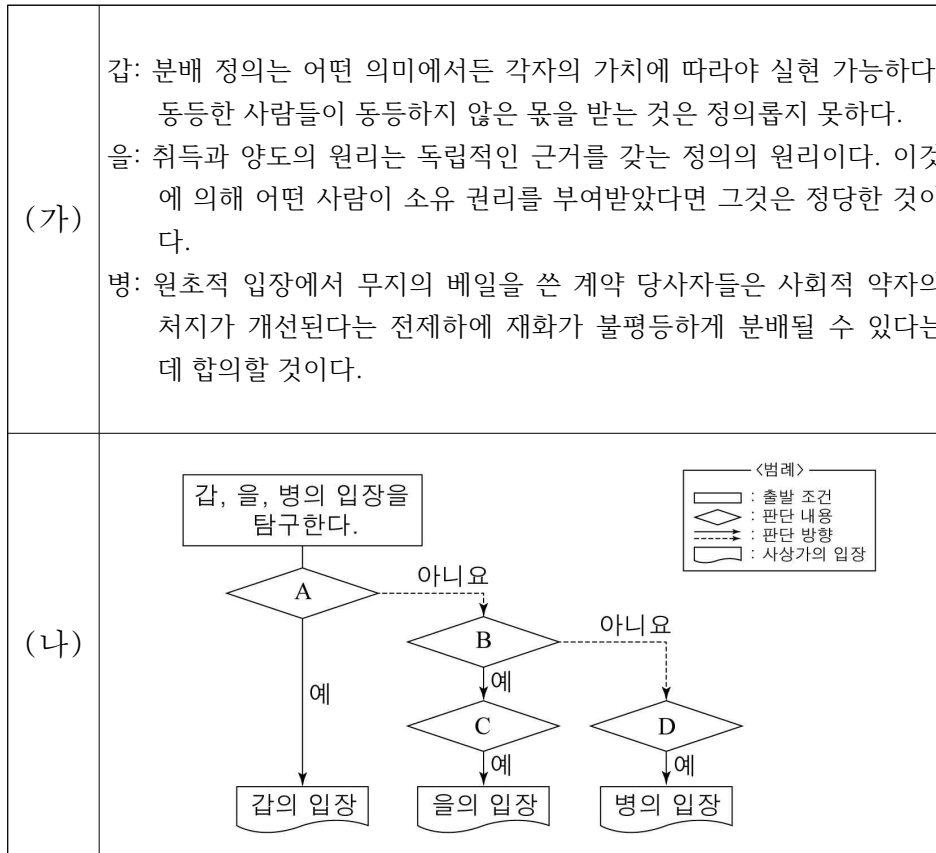 (가)
갑: 분배 정의는 어떤 의미에서든 각자의 가치에 따라야 실현 가능하다
동등한 사람들이 동등하지 않은 몫을 받는 것은 정의롭지 못하다.
을: 취득과 양도의 원리는 독립적인 근거를 갖는 정의의 원리이다. 이것
에 의해 어떤 사람이 소유 권리를 부여받았다면 그것은 정당한 것이
다.
병: 원초적 입장에서 무지의 베일을 쓴 계약 당사자들은 사회적 약자의
처지가 개선된다는 전제하에 재화가 불평등하게 분배될 수 있다는
데 합의할 것이다.
(나)
갑, 을, 병의 입장을
탐구한다.
<범례>
: 출발 조건
: 판단 내용
: 판단 방향
: 사상가의 입장
A
아니요
B
아니요
예
예
C
D
예
예
갑의 입장
을의 입장
병의 입장